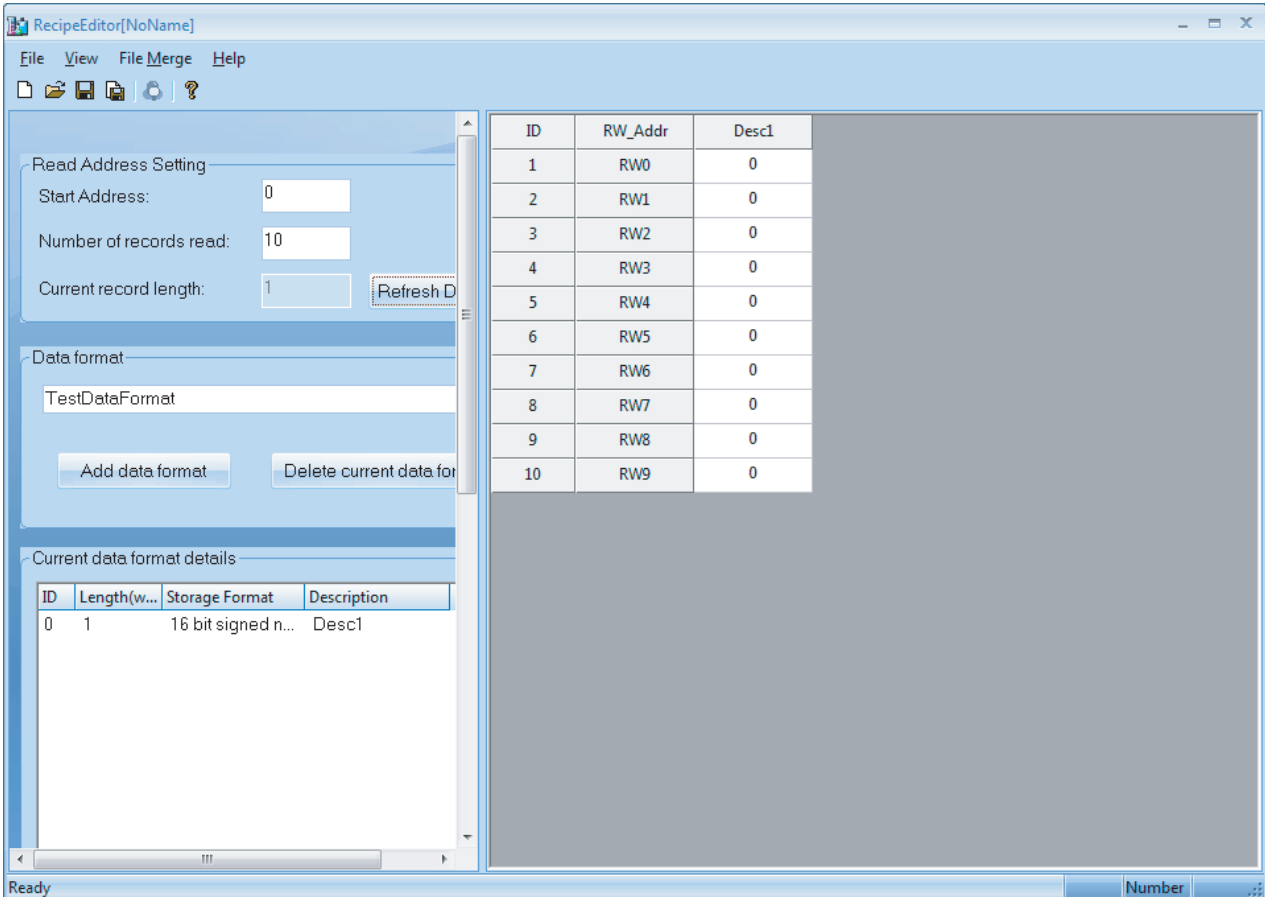 RecipeEditor[NoName]
File View File Merge Help
Read Address Setting
Start Address: 0
Number of records read: 10
Current record length: 1 Refresh D
Data format
TestDataFormat
Add data format Delete current data for
Current data format details
ID Length(w... Storage Format Description
0 1 16 bit signed n... Desc1
ID RW_Addr Desc1
1 RW0 0
2 RW1 0
3 RW2 0
4 RW3 0
5 RW4 0
6 RW5 0
7 RW6 0
8 RW7 0
9 RW8 0
10 RW9 0
Ready Number